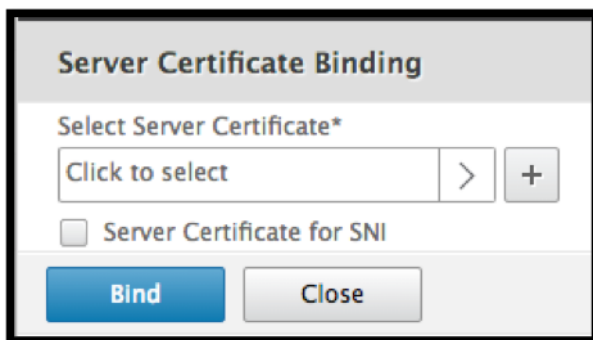 Server Certificate Binding
Select Server Certificate*
Click to select
Server Certificate for SNI
Bind Close